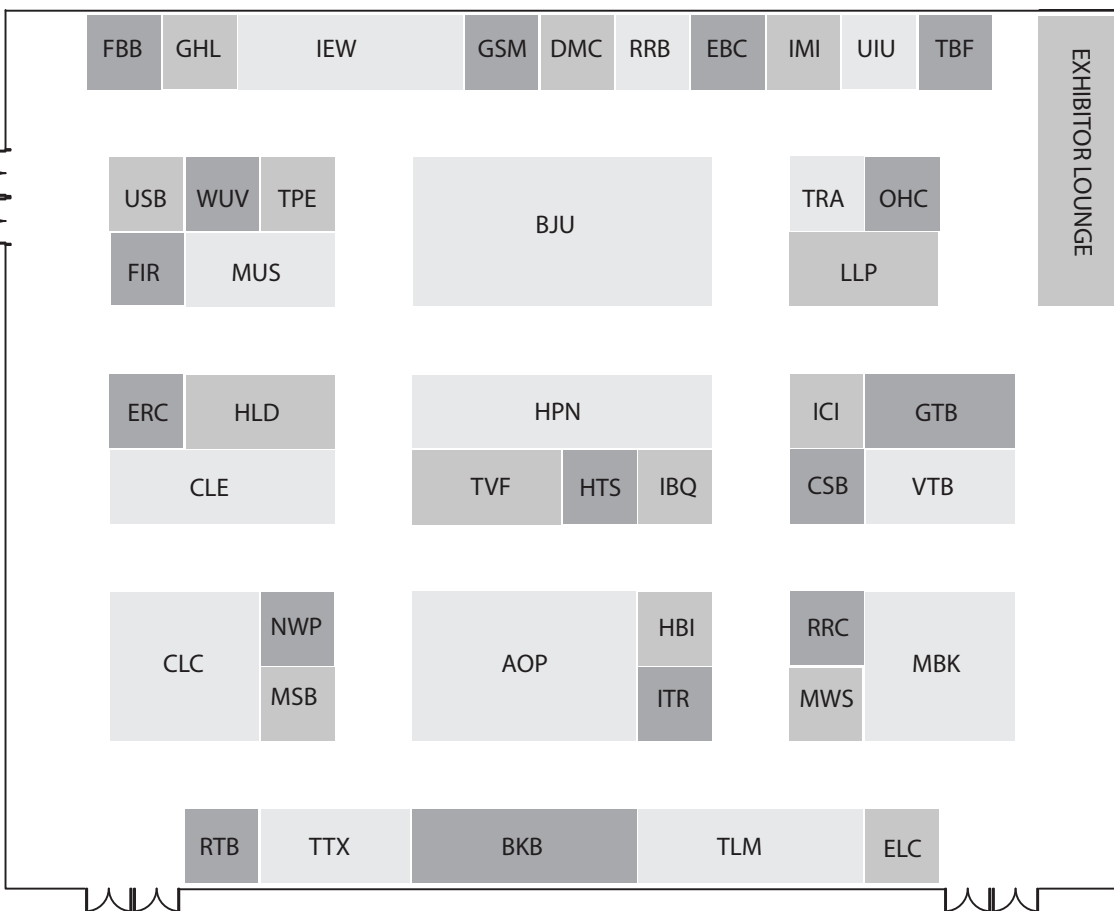 FBB GHL IEW GSM DMC RRB EBC IMI UIU TBF
EXHIBITOR LOUNGE
USB WUV TPE BJU TRA OHC
FIR MUS LLP
ERC HLD HPN ICI GTB
CLE TVF HTS IBQ CSB VTB
NWP HBI RRC
CLC AOP MBK
MSB ITR MWS
RTB TTX BKB TLM ELC